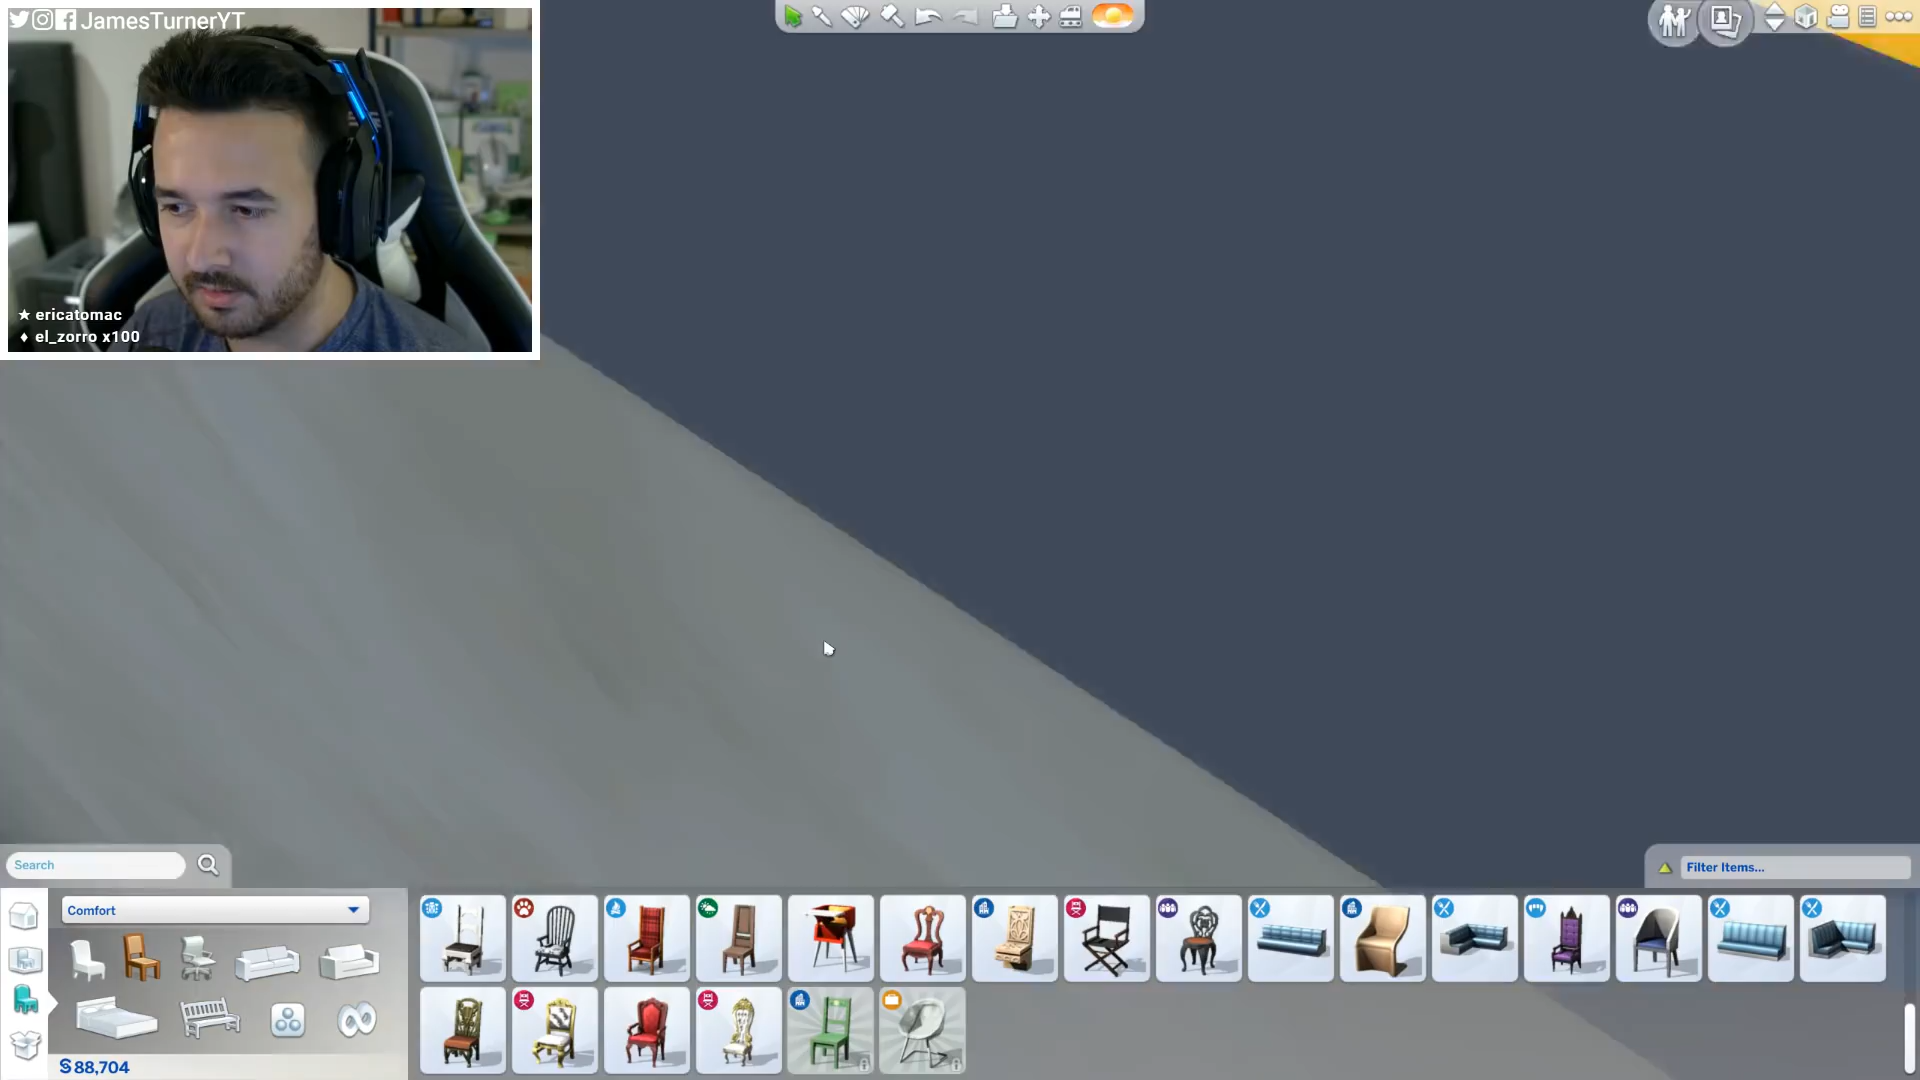 JamesTurnerYT
★ ericatomac
♦ el_zorro x100
Search
Filter Items...
Comfort
§88,704